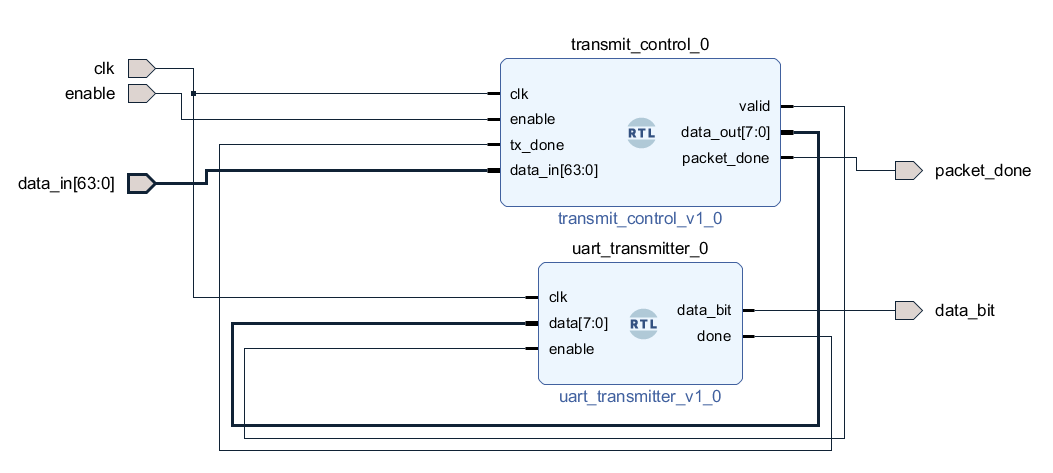 transmit_control_0
clk
enable
data_in[63:0]
clk
enable
tx_done
data_in[63:0]
RTL
valid
data_out[7:0]
packet_done
packet_done
transmit_control_v1_0
uart_transmitter_0
clk
data[7:0]
enable
RTL
data_bit
done
data_bit
uart_transmitter_v1_0